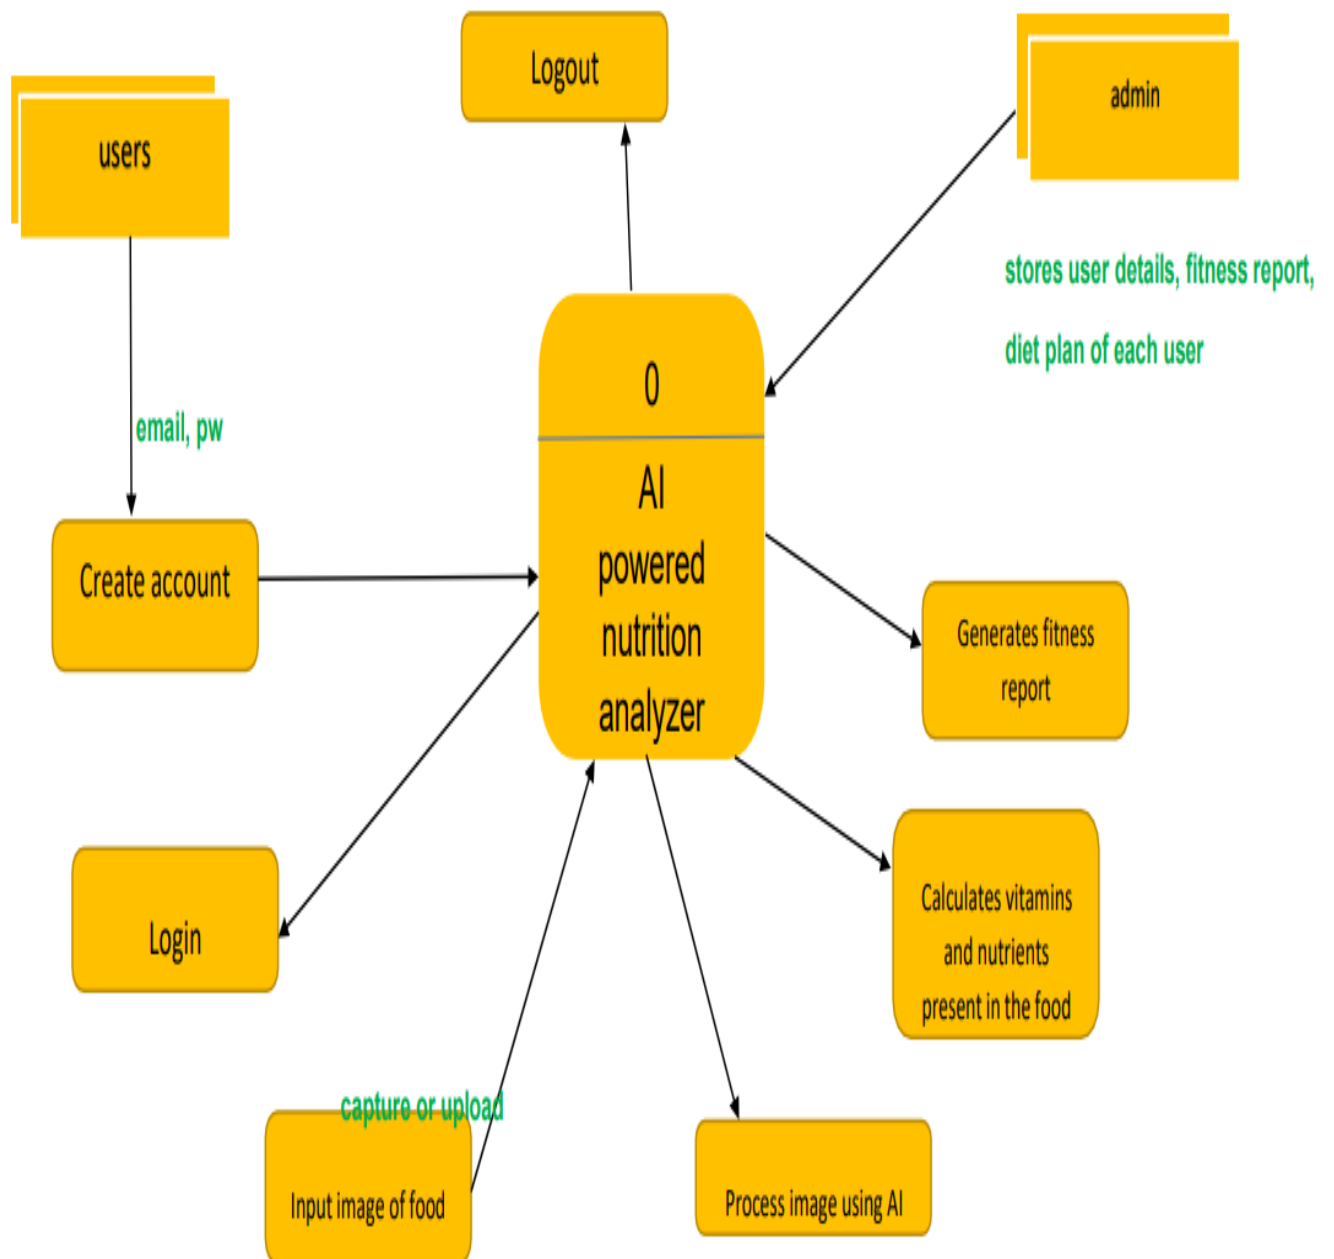 Logout
admin
users
stores user details, fitness report,
diet plan of each user
0
email, pw
AI
powered
nutrition
analyzer
Create account
Generates fitness
report
Login
Calculates vitamins
and nutrients
present in the food
capture or upload
Input image of food
Process image using AI